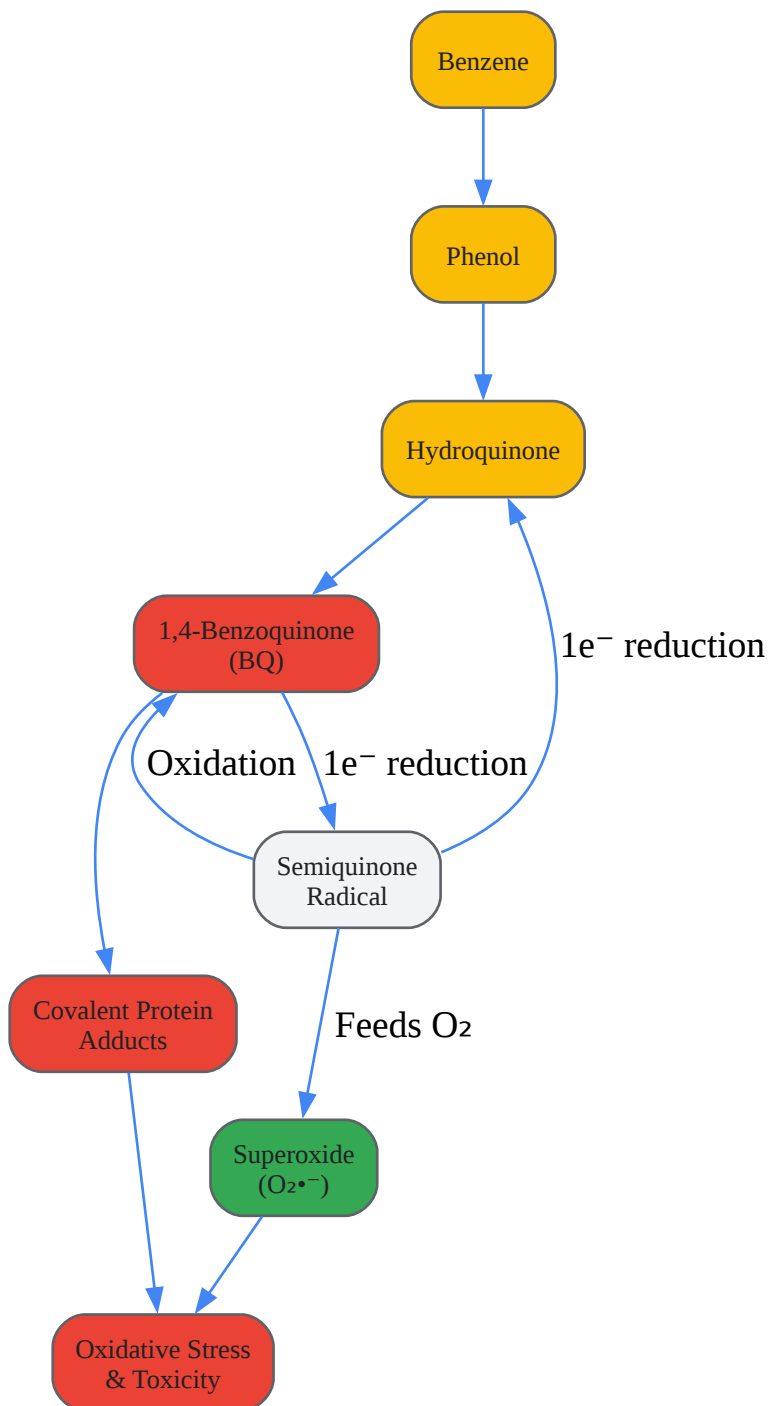 Benzene
Phenol
Hydroquinone
1e⁻ reduction
1,4-Benzoquinone
(BQ)
Oxidation
1e⁻ reduction
Semiquinone
Radical
Covalent Protein
Adducts
Feeds O₂
Superoxide
(O₂•⁻)
Oxidative Stress
& Toxicity